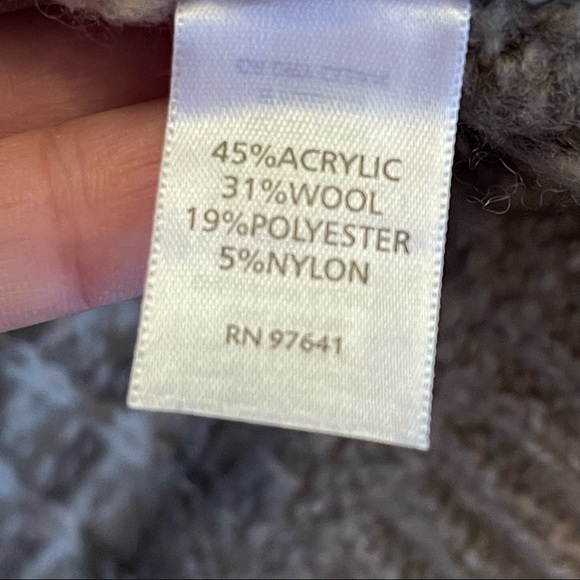 45%ACRYLIC
31%WOOL
19%POLYESTER
5%NYLON
RN 97641